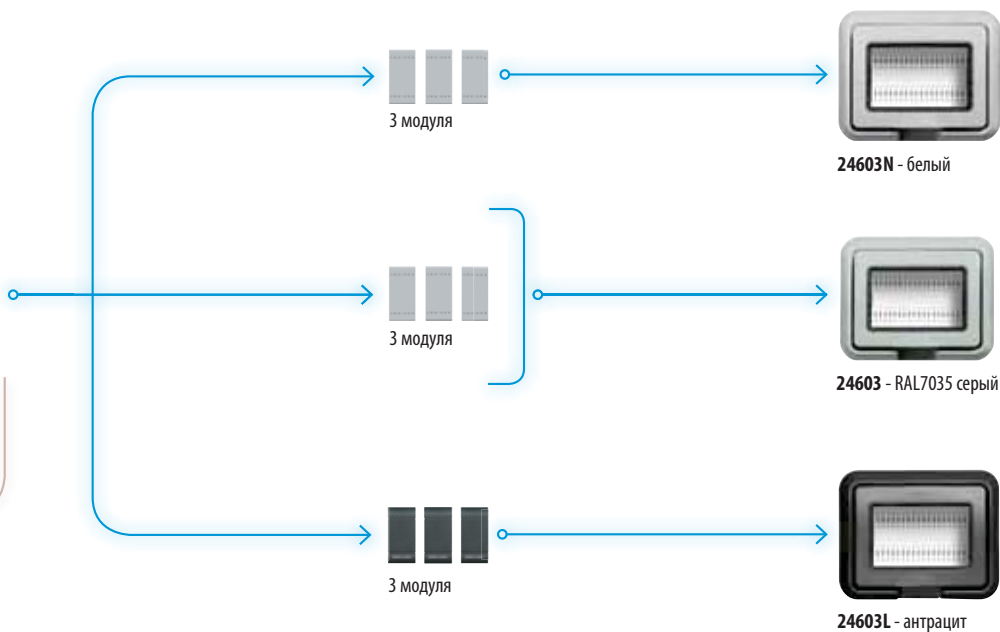 3 модуля
24603N - белый
3 модуля
24603 - RAL7035 серый
3 модуля
24603L - антрацит